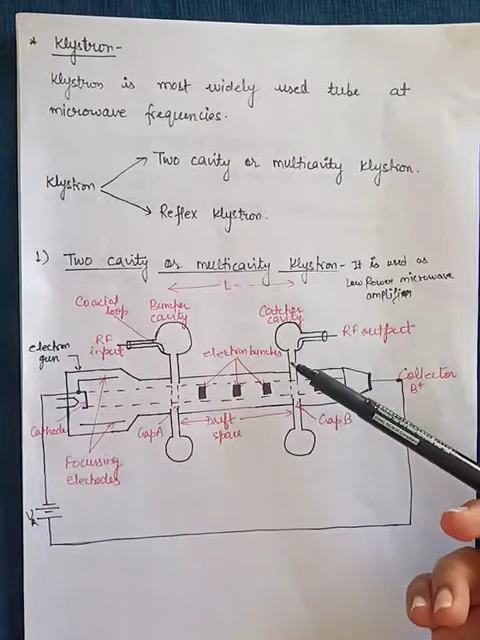 * Klystron-
Klystron is most widely used tube at
microwave frequencies.
Klystron
Two cavity or multicavity Klystron.
Reflex Klystron.
1) Two cavity or multicavity Klystron- It is used as
Low Power microwave
amplifier
L
Coacial loop
Buncher cavity
Catcher cavity
RF input
RF output
electron gun
electron bunches
Collector
B+
Cathode
Gap A
Drift space
Gap B
Focussing electrodes